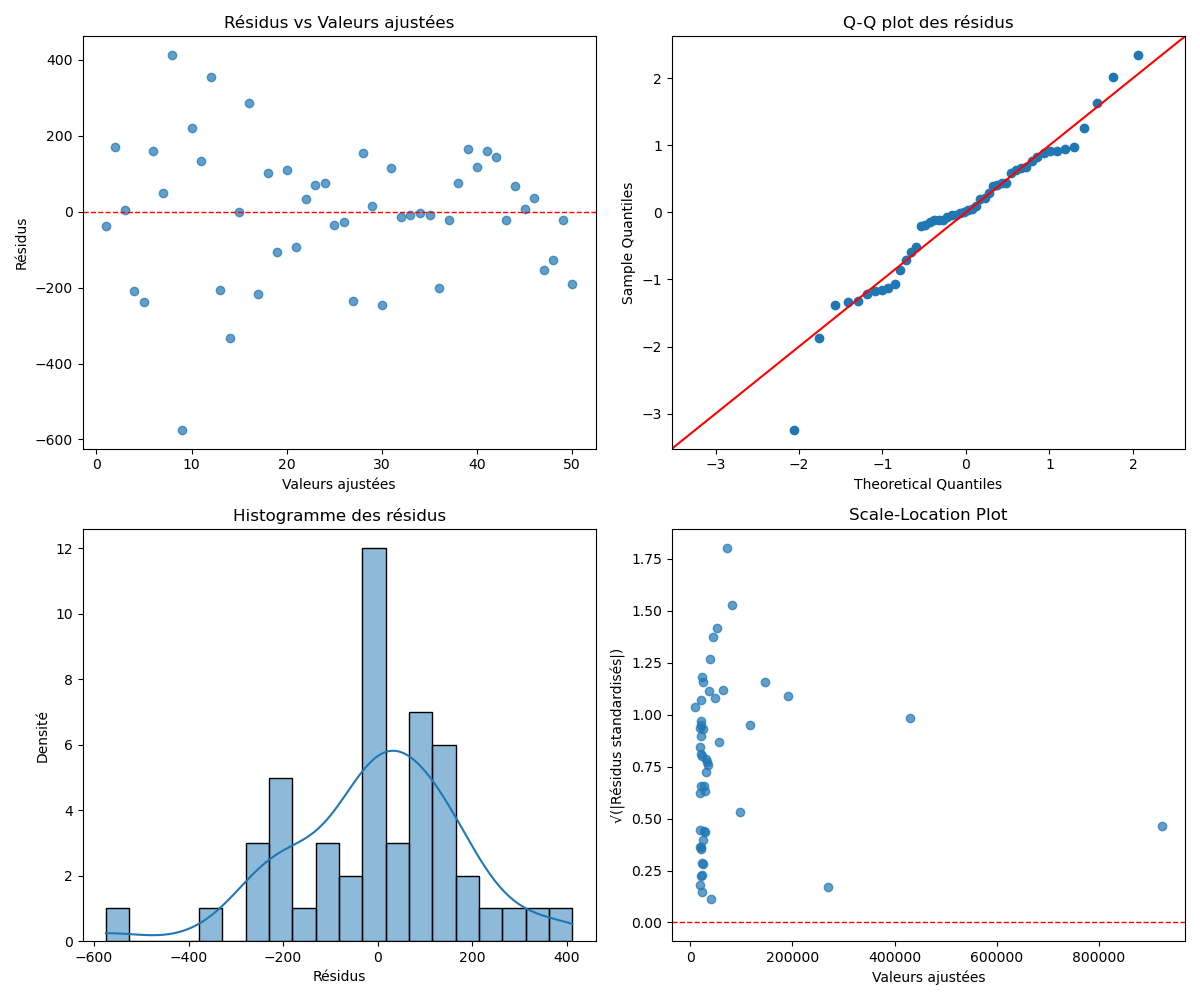 Résidus vs Valeurs ajustées
400
200
0
−200
−400
−600
Résidus
0 10 20 30 40 50
Valeurs ajustées
Q-Q plot des résidus
2
1
0
−1
−2
−3
Sample Quantiles
−3 −2 −1 0 1 2
Theoretical Quantiles
Histogramme des résidus
12
10
8
6
4
2
0
Densité
−600 −400 −200 0 200 400
Résidus
Scale-Location Plot
1.75
1.50
1.25
1.00
0.75
0.50
0.25
0.00
√(|Résidus standardisés|)
0 200000 400000 600000 800000
Valeurs ajustées